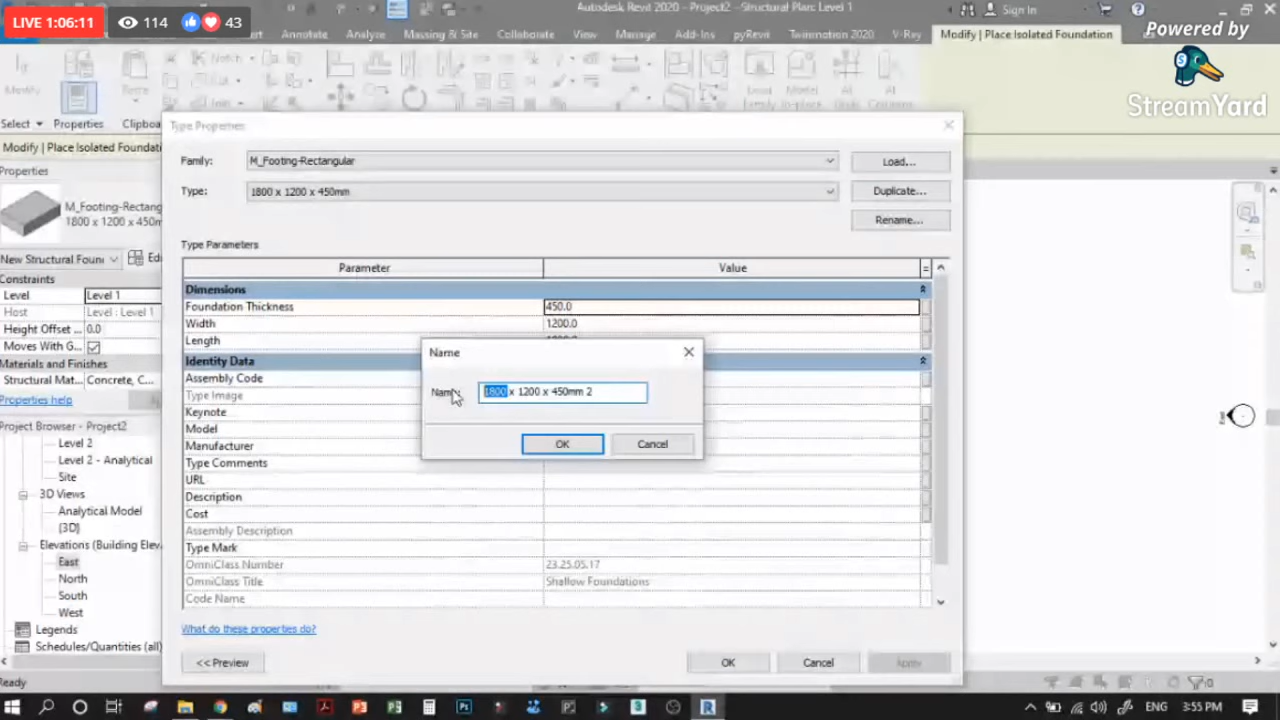 LIVE 1:06:11 114 43
Autodesk Revit 2020 - Project2 - Structural Plan: Level 1
Sign In
Powered by
StreamYard
Annotate Analyze Massing & Site Collaborate View Manage Add-Ins pyRevit Twinmotion 2020 V-Ray Modify | Place Isolated Foundation
Modify
Notch
Select Properties Clipboa
Modify | Place Isolated Foundati
Properties
M_Footing-Rectang
1800 x 1200 x 450m
New Structural Foun Edi
Constraints
Level Level 1
Host Level : Level 1
Height Offset 0.0
Moves With G...
Materials and Finishes
Structural Mat... Concrete, C...
Properties help
Project Browser - Project2
Level 2
Level 2 - Analytical
Site
3D Views
Analytical Model
{3D}
Elevations (Building Elev
East
North
South
West
Legends
Schedules/Quantities (all)
Ready
Type Properties
Family: M_Footing-Rectangular Load...
Type: 1800 x 1200 x 450mm Duplicate...
Rename...
Type Parameters
Parameter Value =
Dimensions
Foundation Thickness 450.0
Width 1200.0
Length
Identity Data
Assembly Code
Type Image
Keynote
Model
Manufacturer
Type Comments
URL
Description
Cost
Assembly Description
Type Mark
OmniClass Number 23.25.05.17
OmniClass Title Shallow Foundations
Code Name
What do these properties do?
<< Preview OK Cancel Apply
Name
Name: 1800 x 1200 x 450mm 2
OK Cancel
:0
ENG 3:55 PM